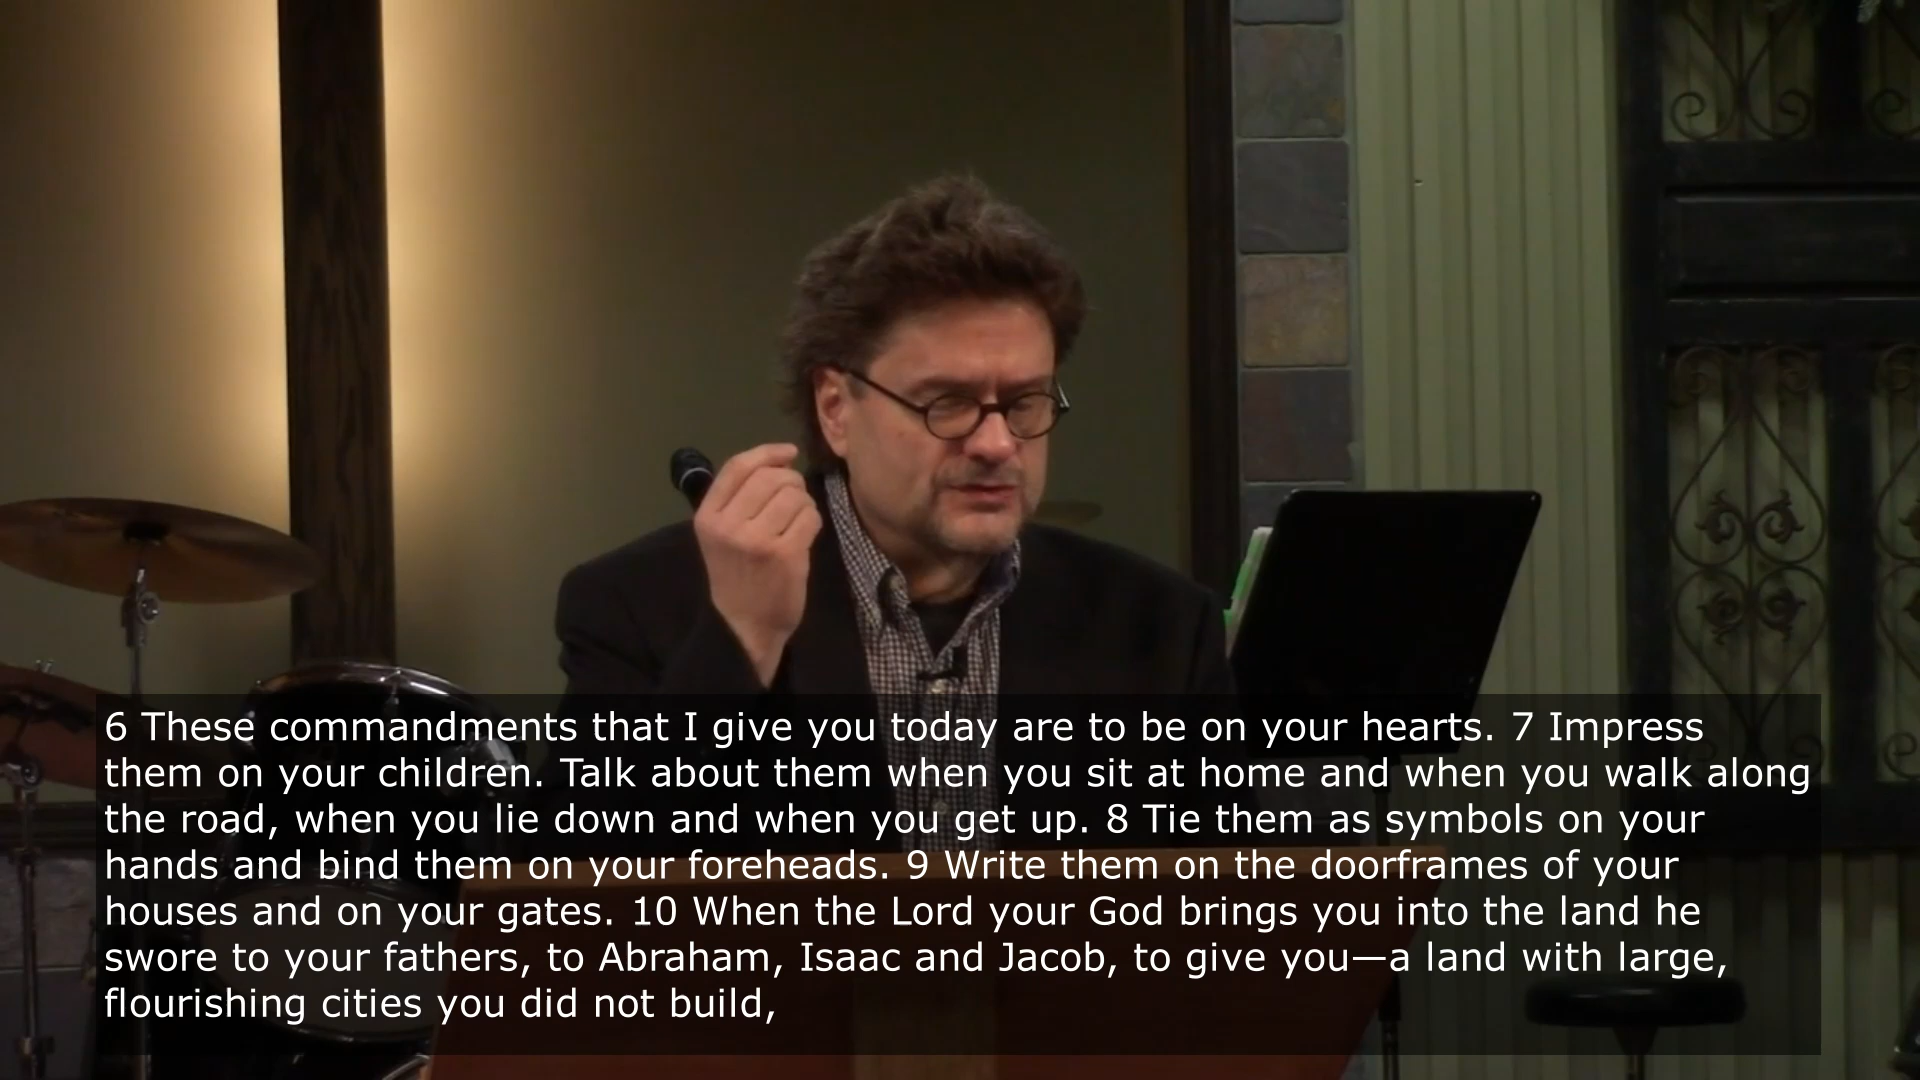 6 These commandments that I give you today are to be on your hearts. 7 Impress
them on your children. Talk about them when you sit at home and when you walk along
the road, when you lie down and when you get up. 8 Tie them as symbols on your
hands and bind them on your foreheads. 9 Write them on the doorframes of your
houses and on your gates. 10 When the Lord your God brings you into the land he
swore to your fathers, to Abraham, Isaac and Jacob, to give you—a land with large,
flourishing cities you did not build,